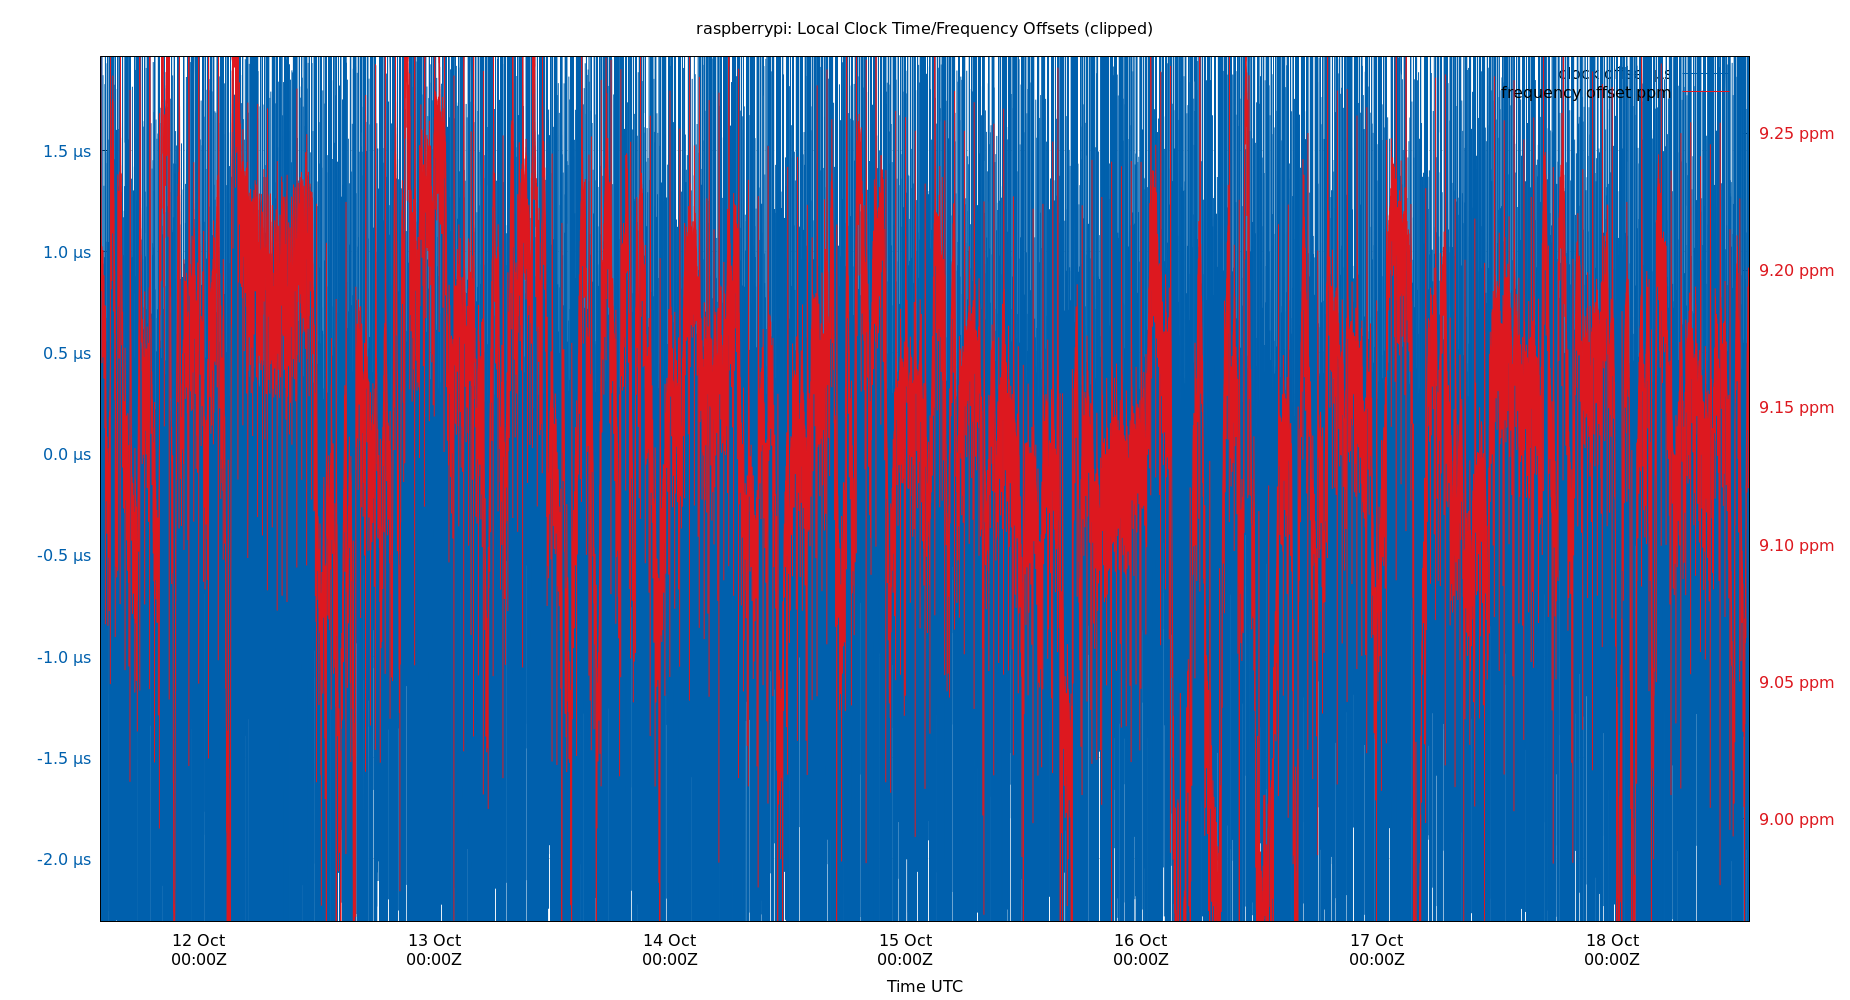 raspberrypi: Local Clock Time/Frequency Offsets (clipped)
clock offset µs
frequency offset ppm
1.5 µs
1.0 µs
0.5 µs
0.0 µs
-0.5 µs
-1.0 µs
-1.5 µs
-2.0 µs
9.25 ppm
9.20 ppm
9.15 ppm
9.10 ppm
9.05 ppm
9.00 ppm
12 Oct 13 Oct 14 Oct 15 Oct 16 Oct 17 Oct 18 Oct
00:00Z 00:00Z 00:00Z 00:00Z 00:00Z 00:00Z 00:00Z
Time UTC